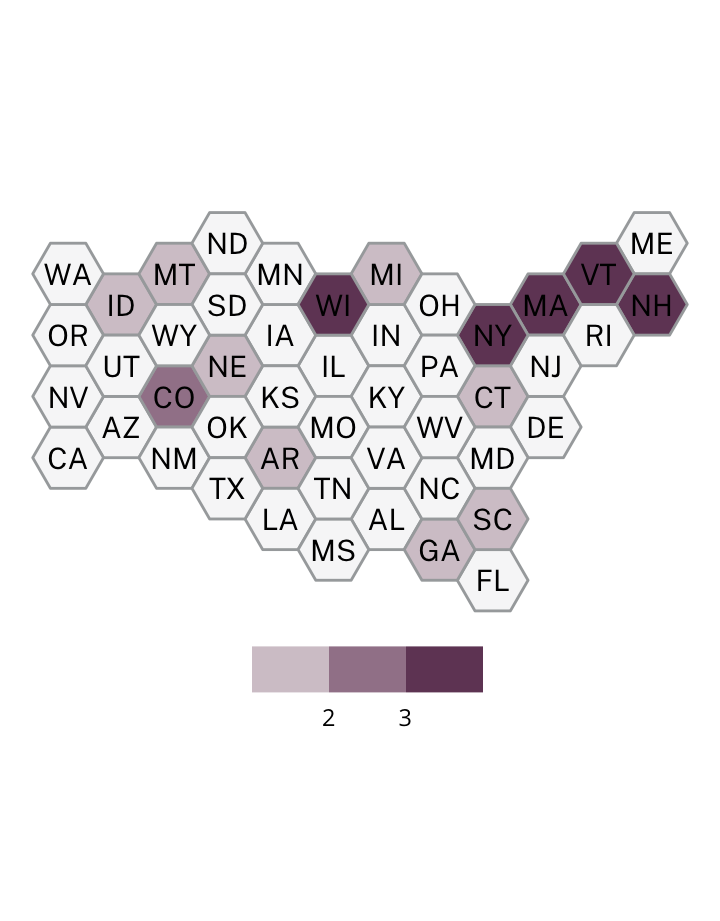 ND ME
WA MT MN MI VT
ID SD WI OH MA NH
OR WY IA IN NY RI
UT NE IL PA NJ
NV CO KS KY CT
AZ OK MO WV DE
CA NM AR VA MD
TX TN NC
LA AL SC
MS GA
FL
2 3